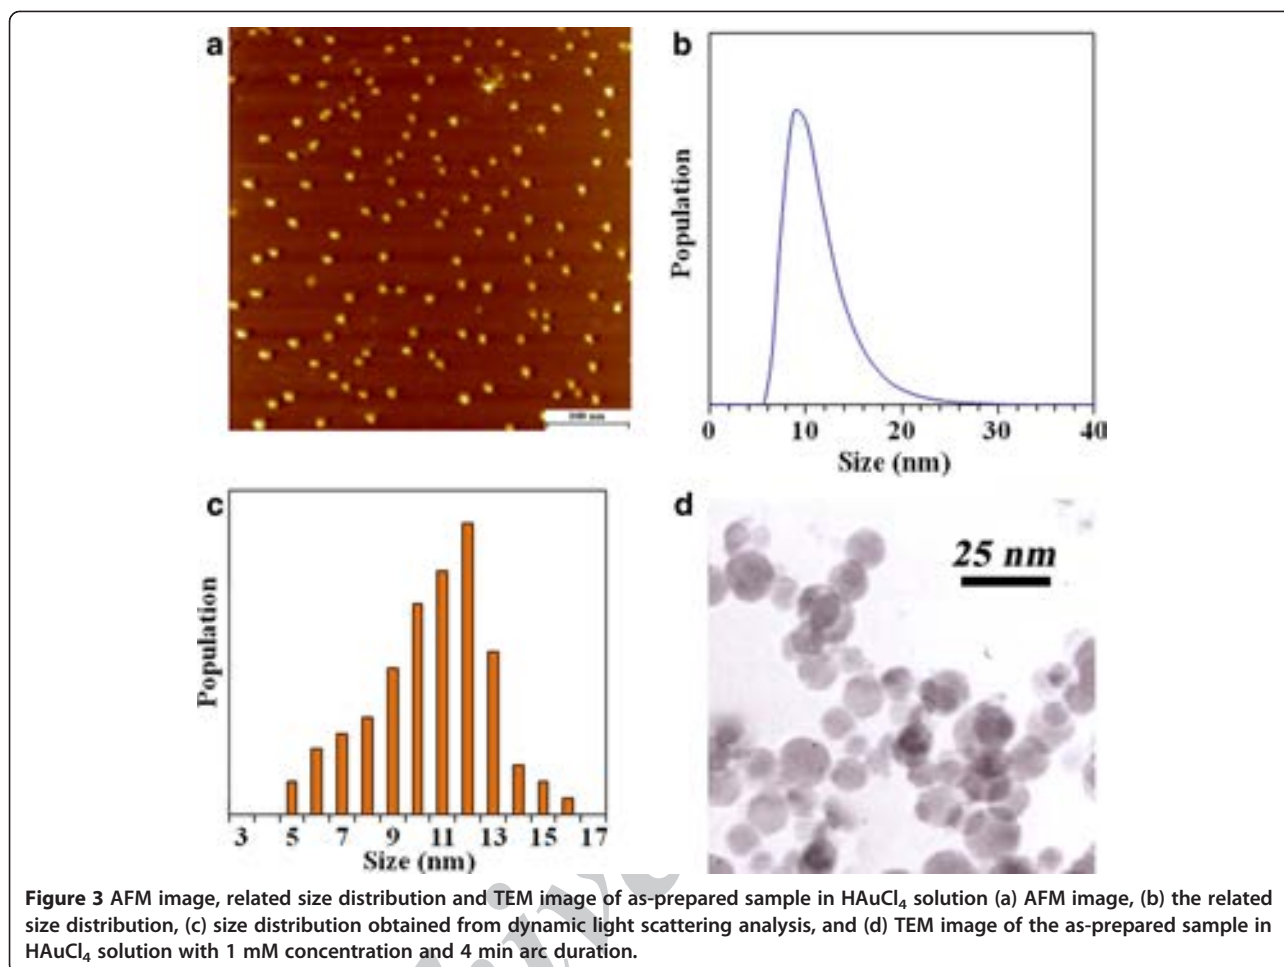 a
100 nm
b
Population
0 10 20 30 40
Size (nm)
c
Population
3 5 7 9 11 13 15 17
Size (nm)
d
25 nm
Figure 3 AFM image, related size distribution and TEM image of as-prepared sample in HAuCl4 solution (a) AFM image, (b) the related
size distribution, (c) size distribution obtained from dynamic light scattering analysis, and (d) TEM image of the as-prepared sample in
HAuCl4 solution with 1 mM concentration and 4 min arc duration.